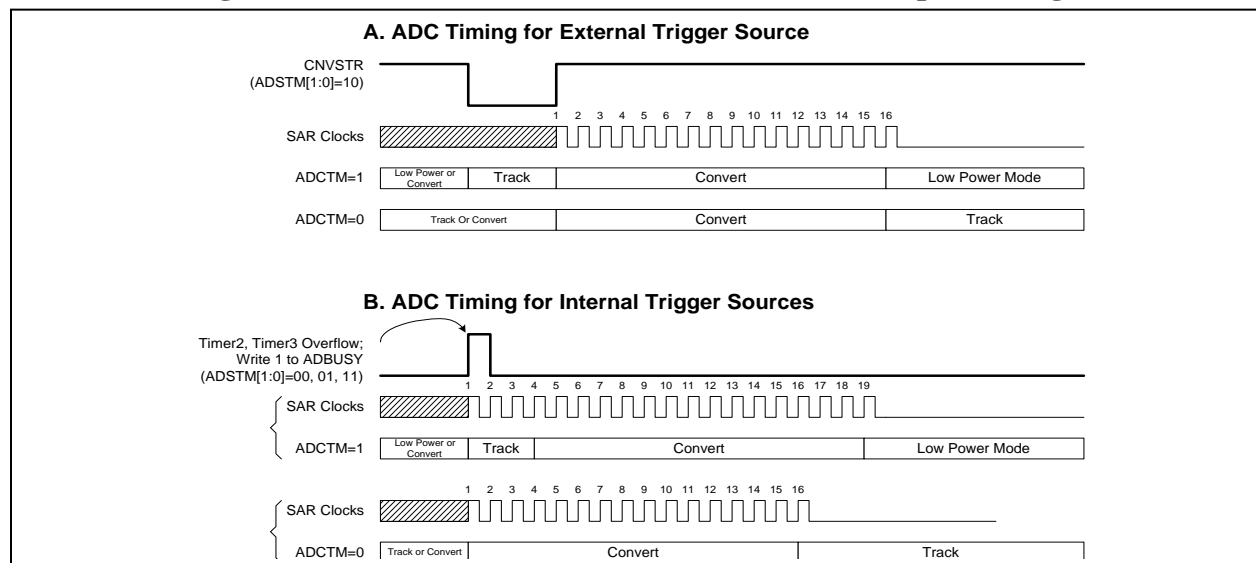 A. ADC Timing for External Trigger Source
CNVSTR
(ADSTM[1:0]=10)
1 2 3 4 5 6 7 8 9 10 11 12 13 14 15 16
SAR Clocks
ADCTM=1 Low Power or Convert Track Convert Low Power Mode
ADCTM=0 Track Or Convert Convert Track
B. ADC Timing for Internal Trigger Sources
Timer2, Timer3 Overflow;
Write 1 to ADBUSY
(ADSTM[1:0]=00, 01, 11)
1 2 3 4 5 6 7 8 9 10 11 12 13 14 15 16 17 18 19
SAR Clocks
ADCTM=1 Low Power or Convert Track Convert Low Power Mode
1 2 3 4 5 6 7 8 9 10 11 12 13 14 15 16
SAR Clocks
ADCTM=0 Track or Convert Convert Track